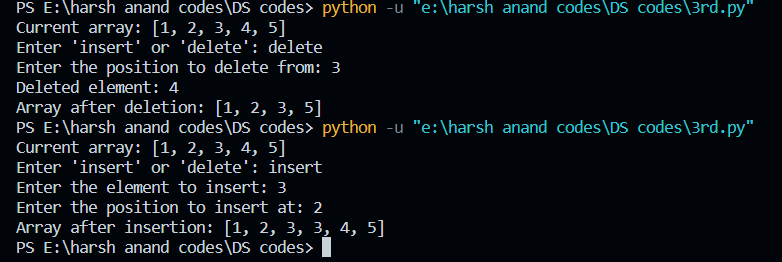 PS E:\harsh anand codes\DS codes> python -u "e:\harsh anand codes\DS codes\3rd.py"
Current array: [1, 2, 3, 4, 5]
Enter 'insert' or 'delete': delete
Enter the position to delete from: 3
Deleted element: 4
Array after deletion: [1, 2, 3, 5]
PS E:\harsh anand codes\DS codes> python -u "e:\harsh anand codes\DS codes\3rd.py"
Current array: [1, 2, 3, 4, 5]
Enter 'insert' or 'delete': insert
Enter the element to insert: 3
Enter the position to insert at: 2
Array after insertion: [1, 2, 3, 3, 4, 5]
PS E:\harsh anand codes\DS codes>